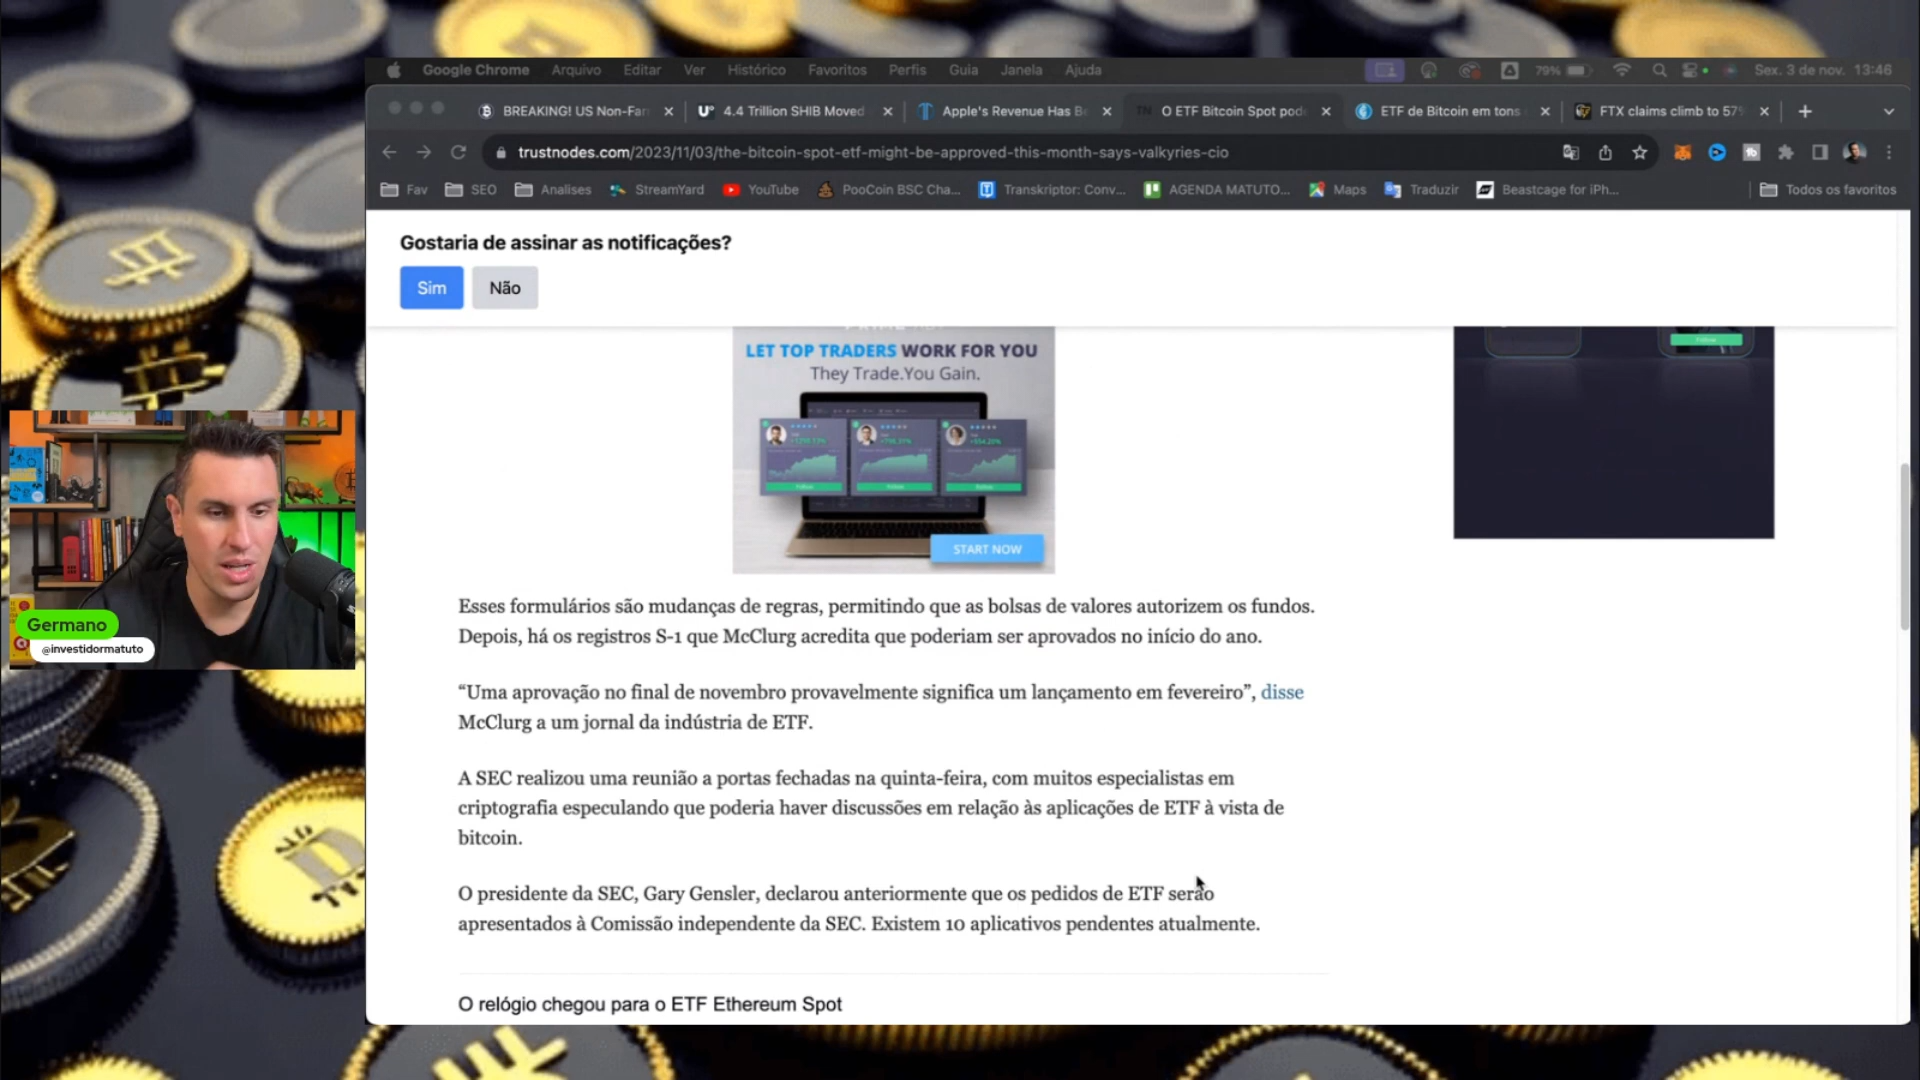 Google Chrome Arquivo Editar Ver Histórico Favoritos Perfis Guia Janela Ajuda 79% Sex. 3 de nov. 13:46
BREAKING! US Non-Far 4.4 Trillion SHIB Moved Apple's Revenue Has B O ETF Bitcoin Spot pod ETF de Bitcoin em tons FTX claims climb to 57%
trustnodes.com/2023/11/03/the-bitcoin-spot-etf-might-be-approved-this-month-says-valkyries-cio
Fav SEO Analises StreamYard YouTube PooCoin BSC Cha... Transkriptor: Conv... AGENDA MATUTO... Maps Traduzir Beastcage for iPh... Todos os favoritos
Gostaria de assinar as notificações?
Sim Não
LET TOP TRADERS WORK FOR YOU
They Trade.You Gain.
START NOW
Esses formulários são mudanças de regras, permitindo que as bolsas de valores autorizem os fundos.
Depois, há os registros S-1 que McClurg acredita que poderiam ser aprovados no início do ano.
“Uma aprovação no final de novembro provavelmente significa um lançamento em fevereiro”, disse
McClurg a um jornal da indústria de ETF.
A SEC realizou uma reunião a portas fechadas na quinta-feira, com muitos especialistas em
criptografia especulando que poderia haver discussões em relação às aplicações de ETF à vista de
bitcoin.
O presidente da SEC, Gary Gensler, declarou anteriormente que os pedidos de ETF serão
apresentados à Comissão independente da SEC. Existem 10 aplicativos pendentes atualmente.
O relógio chegou para o ETF Ethereum Spot
Germano
@investidormatuto